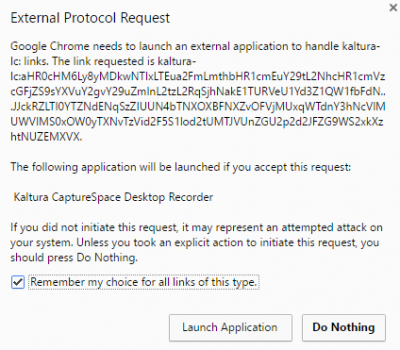 External Protocol Request
Google Chrome needs to launch an external application to handle kaltura-
lc: links. The link requested is kaltura-
lc:aHR0cHM6Ly8yMDkwNTIxLTEua2FmLmthbHR1cmEuY29tL2NhcHR1cmVz
cGFjZS9sYXVuY2gvY29uZmlnL2tzL2RqSjhNakE1TURVeU1Yd3Z1QW1fbFdN..
.JJckRZLTI0YTZNdENqSzZIUUN4bTNXOXBFNXZvOFVjMUxqWTdnY3hNcVlM
UWVlMS0xOW0yTXNvTzVid2F5S1lod2tUMTJVUnZGU2p2d2JFZG9WS2xkXz
htNUZEMXVX.
The following application will be launched if you accept this request:
Kaltura CaptureSpace Desktop Recorder
If you did not initiate this request, it may represent an attempted attack on
your system. Unless you took an explicit action to initiate this request, you
should press Do Nothing.
Remember my choice for all links of this type.
Launch Application
Do Nothing